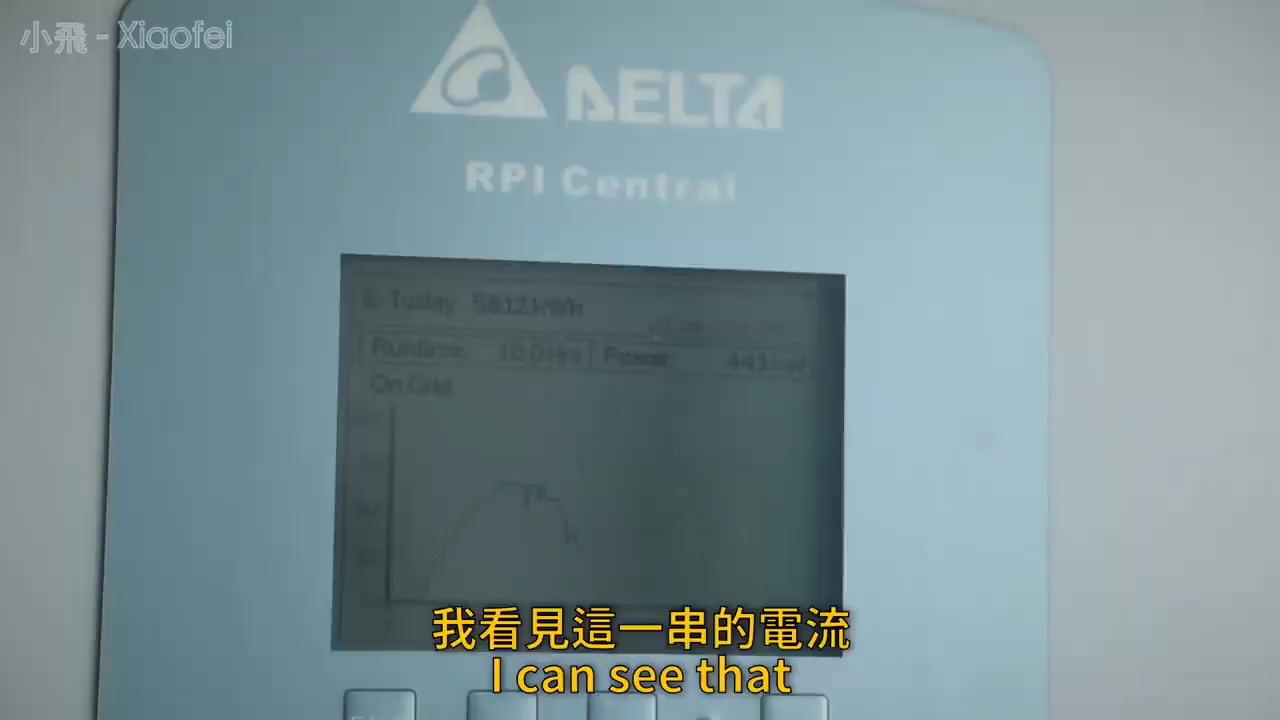 小飛 - Xiaofei
DELTA
RPI Central
E-Today 5812kWh
Runtime: 10.0Hrs Power: 441kW
On Grid
我看見這一串的電流
I can see that